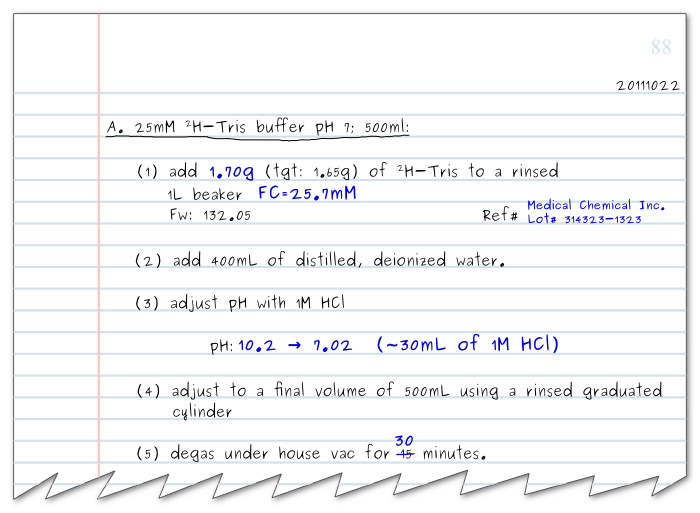 88
20111022
A. 25mM ²H-Tris buffer pH 7; 500ml:
(1) add 1.70g (tgt: 1.65g) of ²H-Tris to a rinsed
1L beaker FC=25.7mM
Fw: 132.05
Ref# Medical Chemical Inc.
Lot# 314323-1323
(2) add 400mL of distilled, deionized water.
(3) adjust pH with 1M HCl
pH: 10.2 → 7.02 (~30mL of 1M HCl)
(4) adjust to a final volume of 500mL using a rinsed graduated
cylinder
30
(5) degas under house vac for 45 minutes.